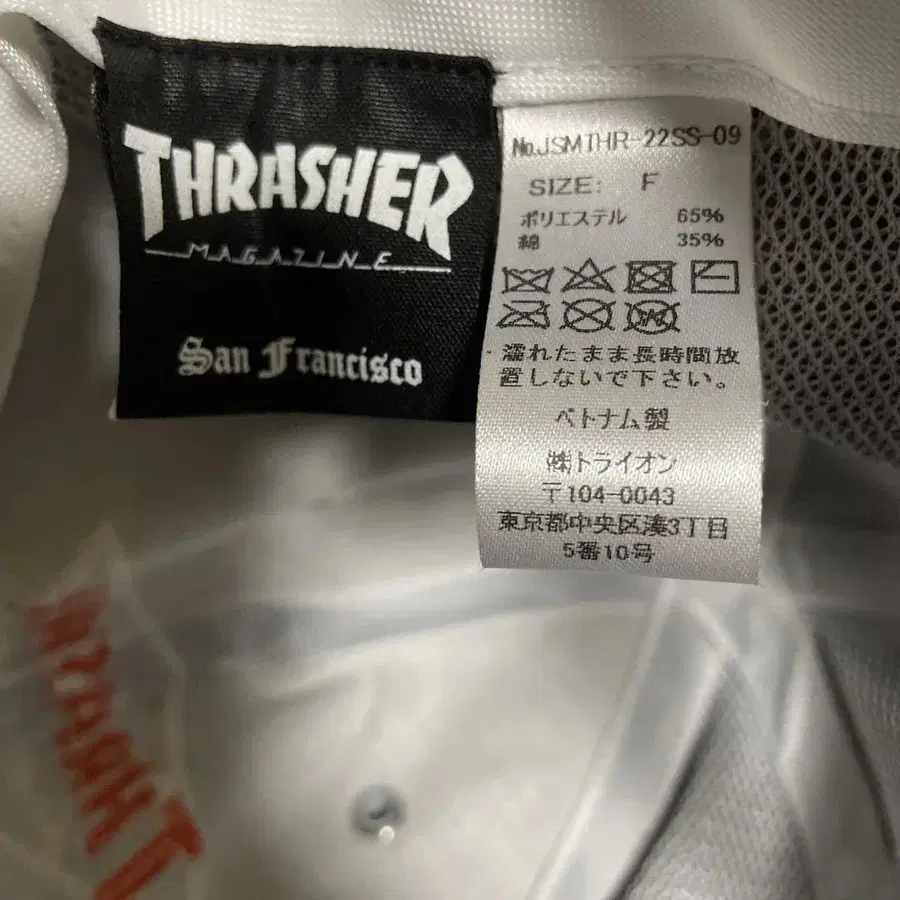 THRASHER
MAGAZINE
San Francisco
No.JSMTHR-22SS-09
SIZE: F
ポリエステル 65%
綿 35%
濡れたまま長時間放
置しないで下さい。
ベトナム製
㈱トライオン
〒104-0043
東京都中央区湊3丁目
5番10号